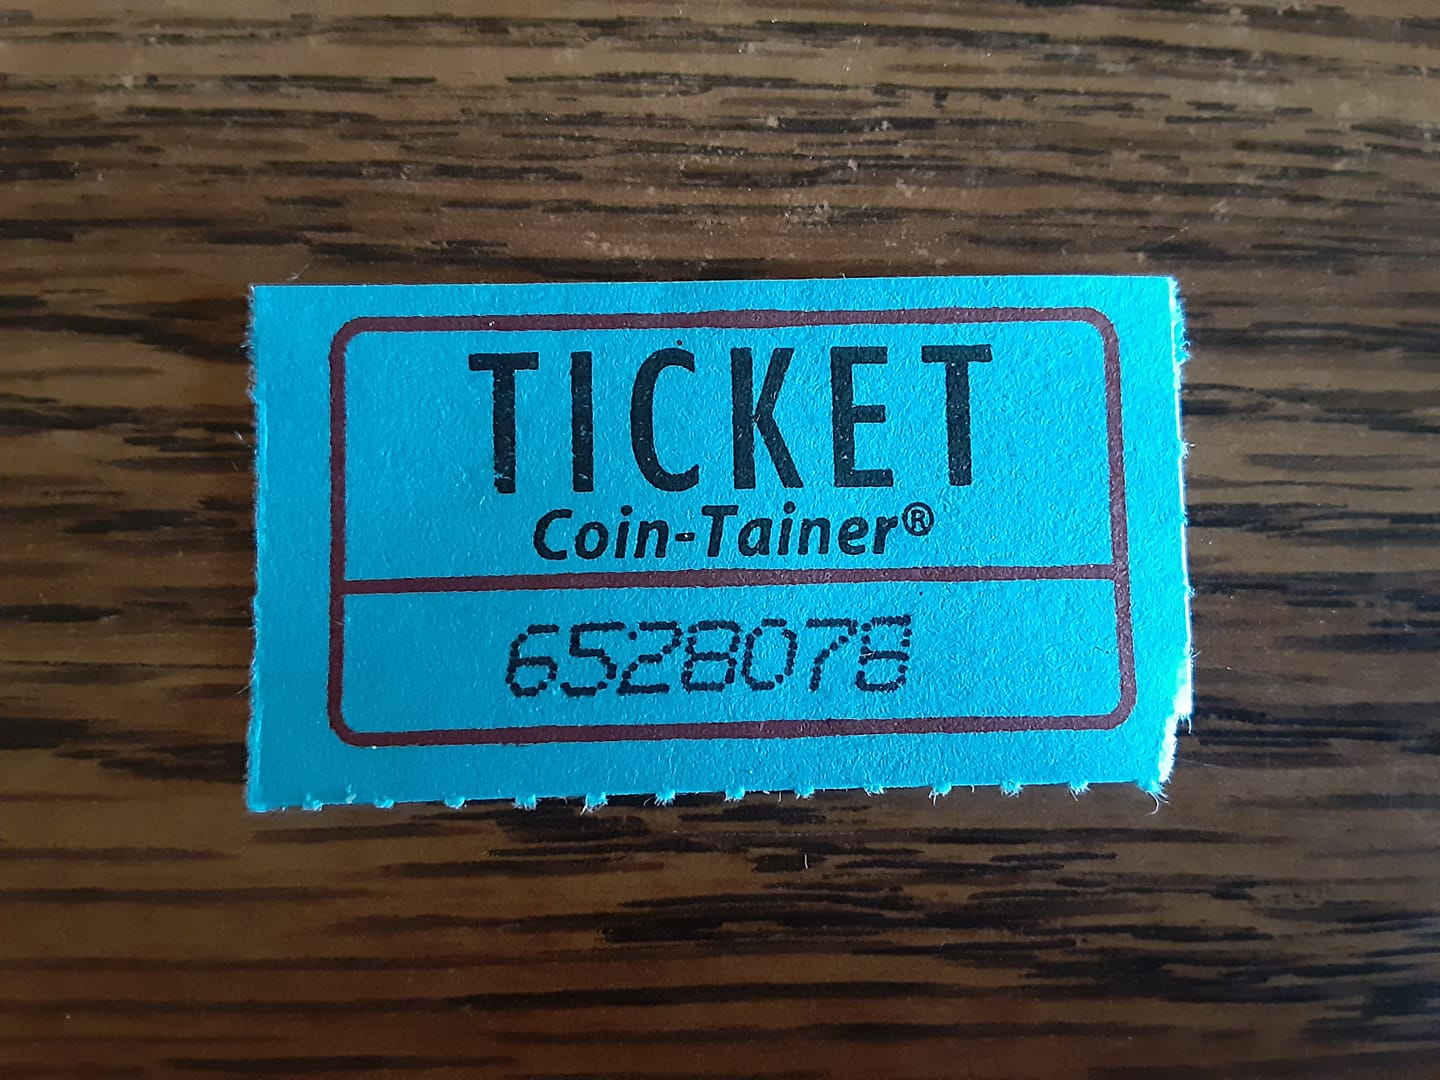 TICKET
Coin-Tainer®
6528078